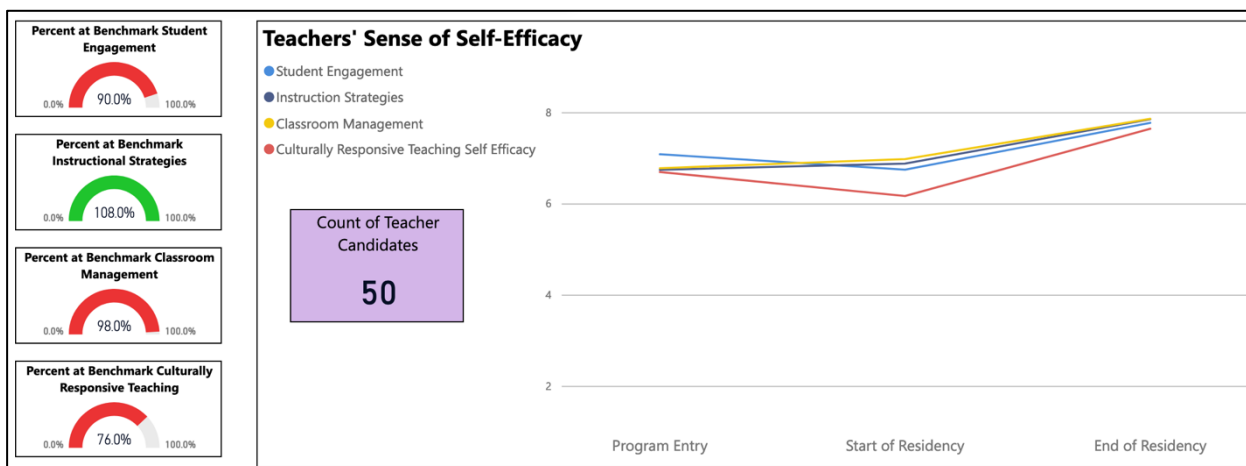 Percent at Benchmark Student
Engagement
90.0%
0.0%
100.0%
Percent at Benchmark
Instructional Strategies
108.0%
0.0%
100.0%
Percent at Benchmark Classroom
Management
98.0%
0.0%
100.0%
Percent at Benchmark Culturally
Responsive Teaching
76.0%
0.0%
100.0%
Teachers' Sense of Self-Efficacy
Student Engagement
Instruction Strategies
Classroom Management
Culturally Responsive Teaching Self Efficacy
Count of Teacher
Candidates
50
8
6
4
2
Program Entry
Start of Residency
End of Residency